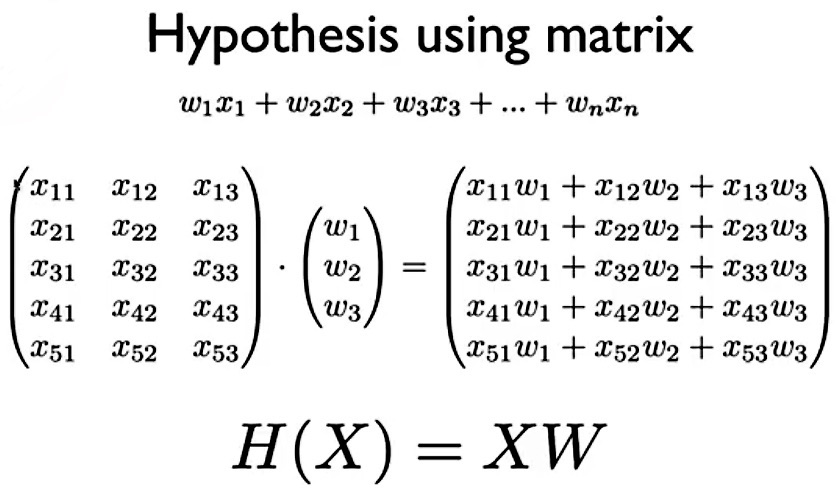 Hypothesis using matrix
w₁x₁ + w₂x₂ + w₃x₃ + ... + wₙxₙ
(x₁₁ x₁₂ x₁₃
x₂₁ x₂₂ x₂₃
x₃₁ x₃₂ x₃₃
x₄₁ x₄₂ x₄₃
x₅₁ x₅₂ x₅₃)
·
(w₁
w₂
w₃)
=
(x₁₁w₁ + x₁₂w₂ + x₁₃w₃
x₂₁w₁ + x₂₂w₂ + x₂₃w₃
x₃₁w₁ + x₃₂w₂ + x₃₃w₃
x₄₁w₁ + x₄₂w₂ + x₄₃w₃
x₅₁w₁ + x₅₂w₂ + x₅₃w₃)
H(X) = XW